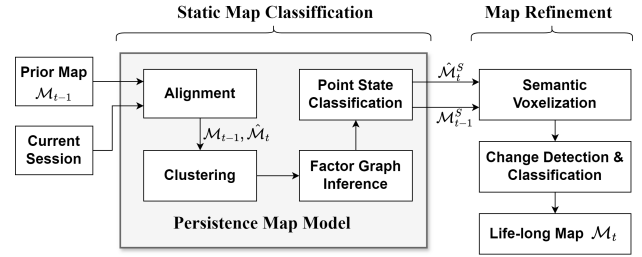 Static Map Classiffication
Map Refinement
Prior Map
𝓜ₜ₋₁
Current
Session
Alignment
𝓜ₜ₋₁, 𝓜̂ₜ
Clustering
Point State
Classification
Factor Graph
Inference
Persistence Map Model
𝓜̂ₜˢ
𝓜ₜ₋₁ˢ
Semantic
Voxelization
Change Detection &
Classification
Life-long Map 𝓜ₜ